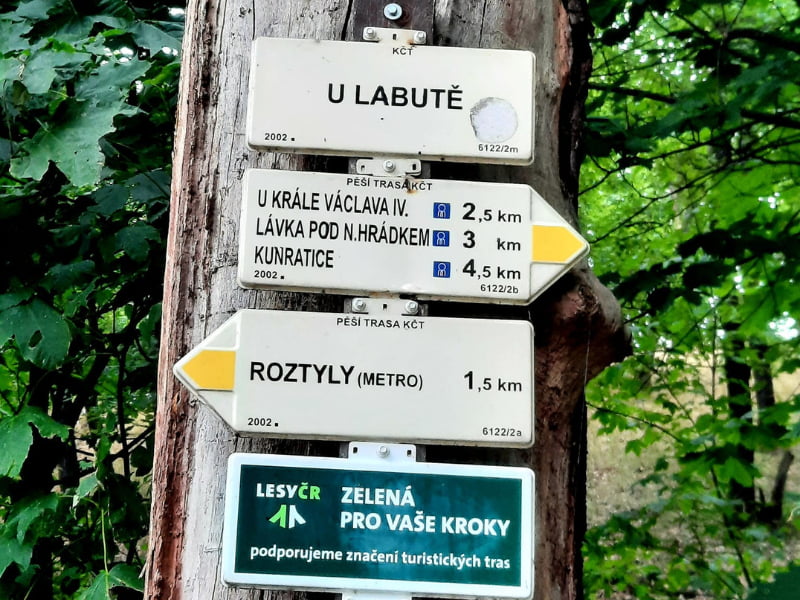 KČT
U LABUTĚ
2002.
6122/2m
PĚŠÍ TRASA KČT
U KRÁLE VÁCLAVA IV. 2,5 km
LÁVKA POD N.HRÁDKEM 3 km
KUNRATICE 4,5 km
2002.
6122/2b
PĚŠÍ TRASA KČT
ROZTYLY (METRO) 1,5 km
2002.
6122/2a
LESYČR
ZELENÁ
PRO VAŠE KROKY
podporujeme značení turistických tras